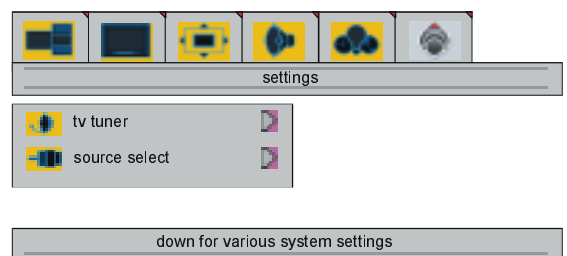 settings
tv tuner
source select
down for various system settings